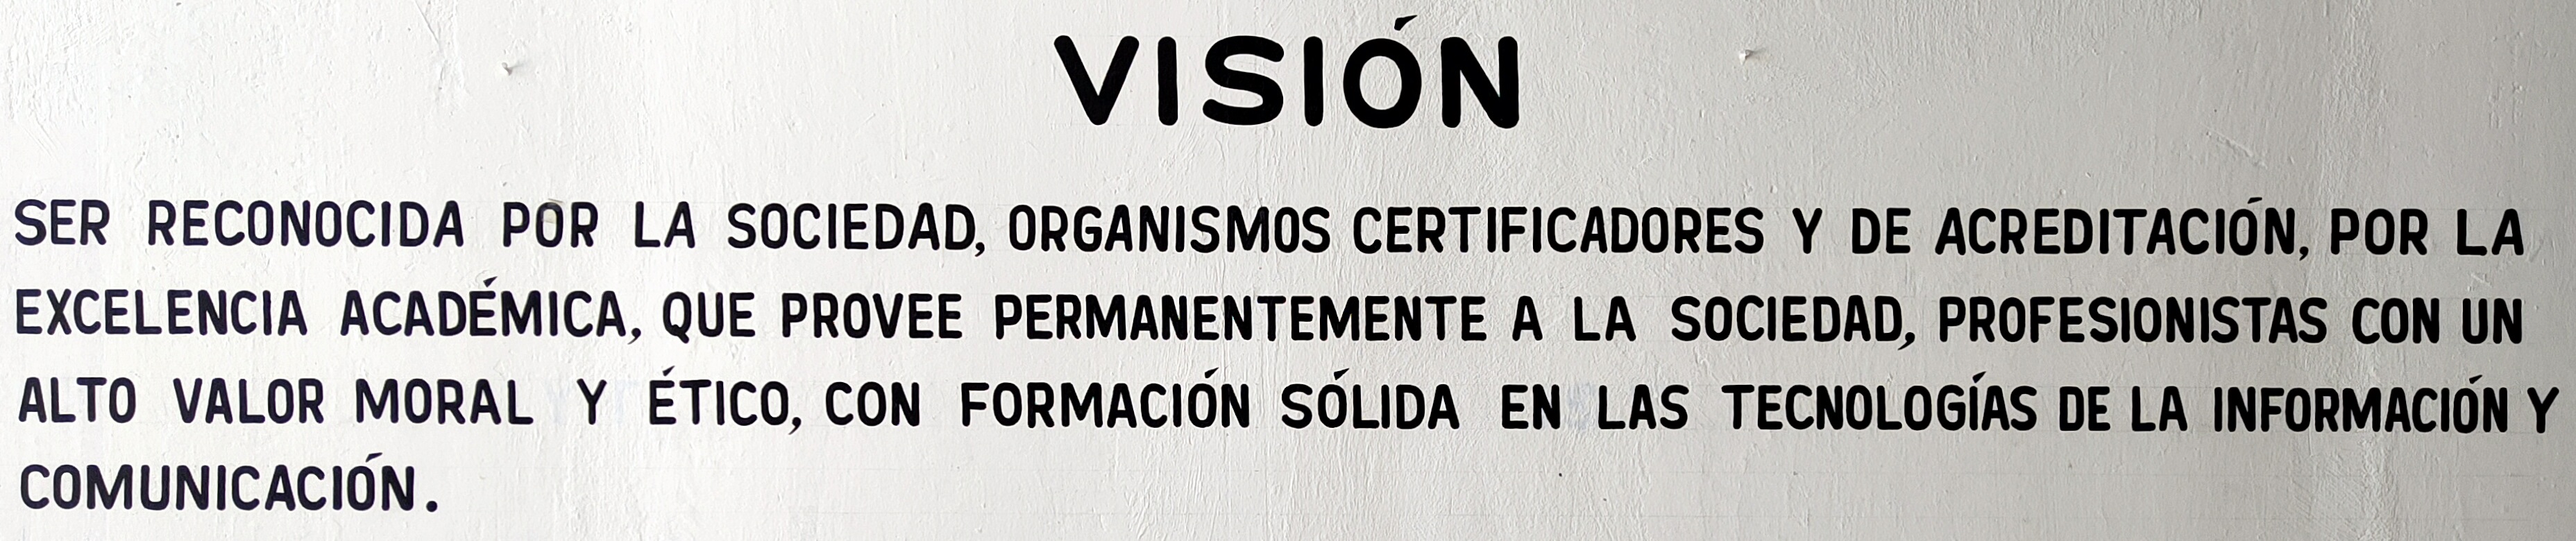 VISIÓN
SER RECONOCIDA POR LA SOCIEDAD, ORGANISMOS CERTIFICADORES Y DE ACREDITACIÓN, POR LA
EXCELENCIA ACADÉMICA, QUE PROVEE PERMANENTEMENTE A LA SOCIEDAD, PROFESIONISTAS CON UN
ALTO VALOR MORAL Y ÉTICO, CON FORMACIÓN SÓLIDA EN LAS TECNOLOGÍAS DE LA INFORMACIÓN Y
COMUNICACIÓN.